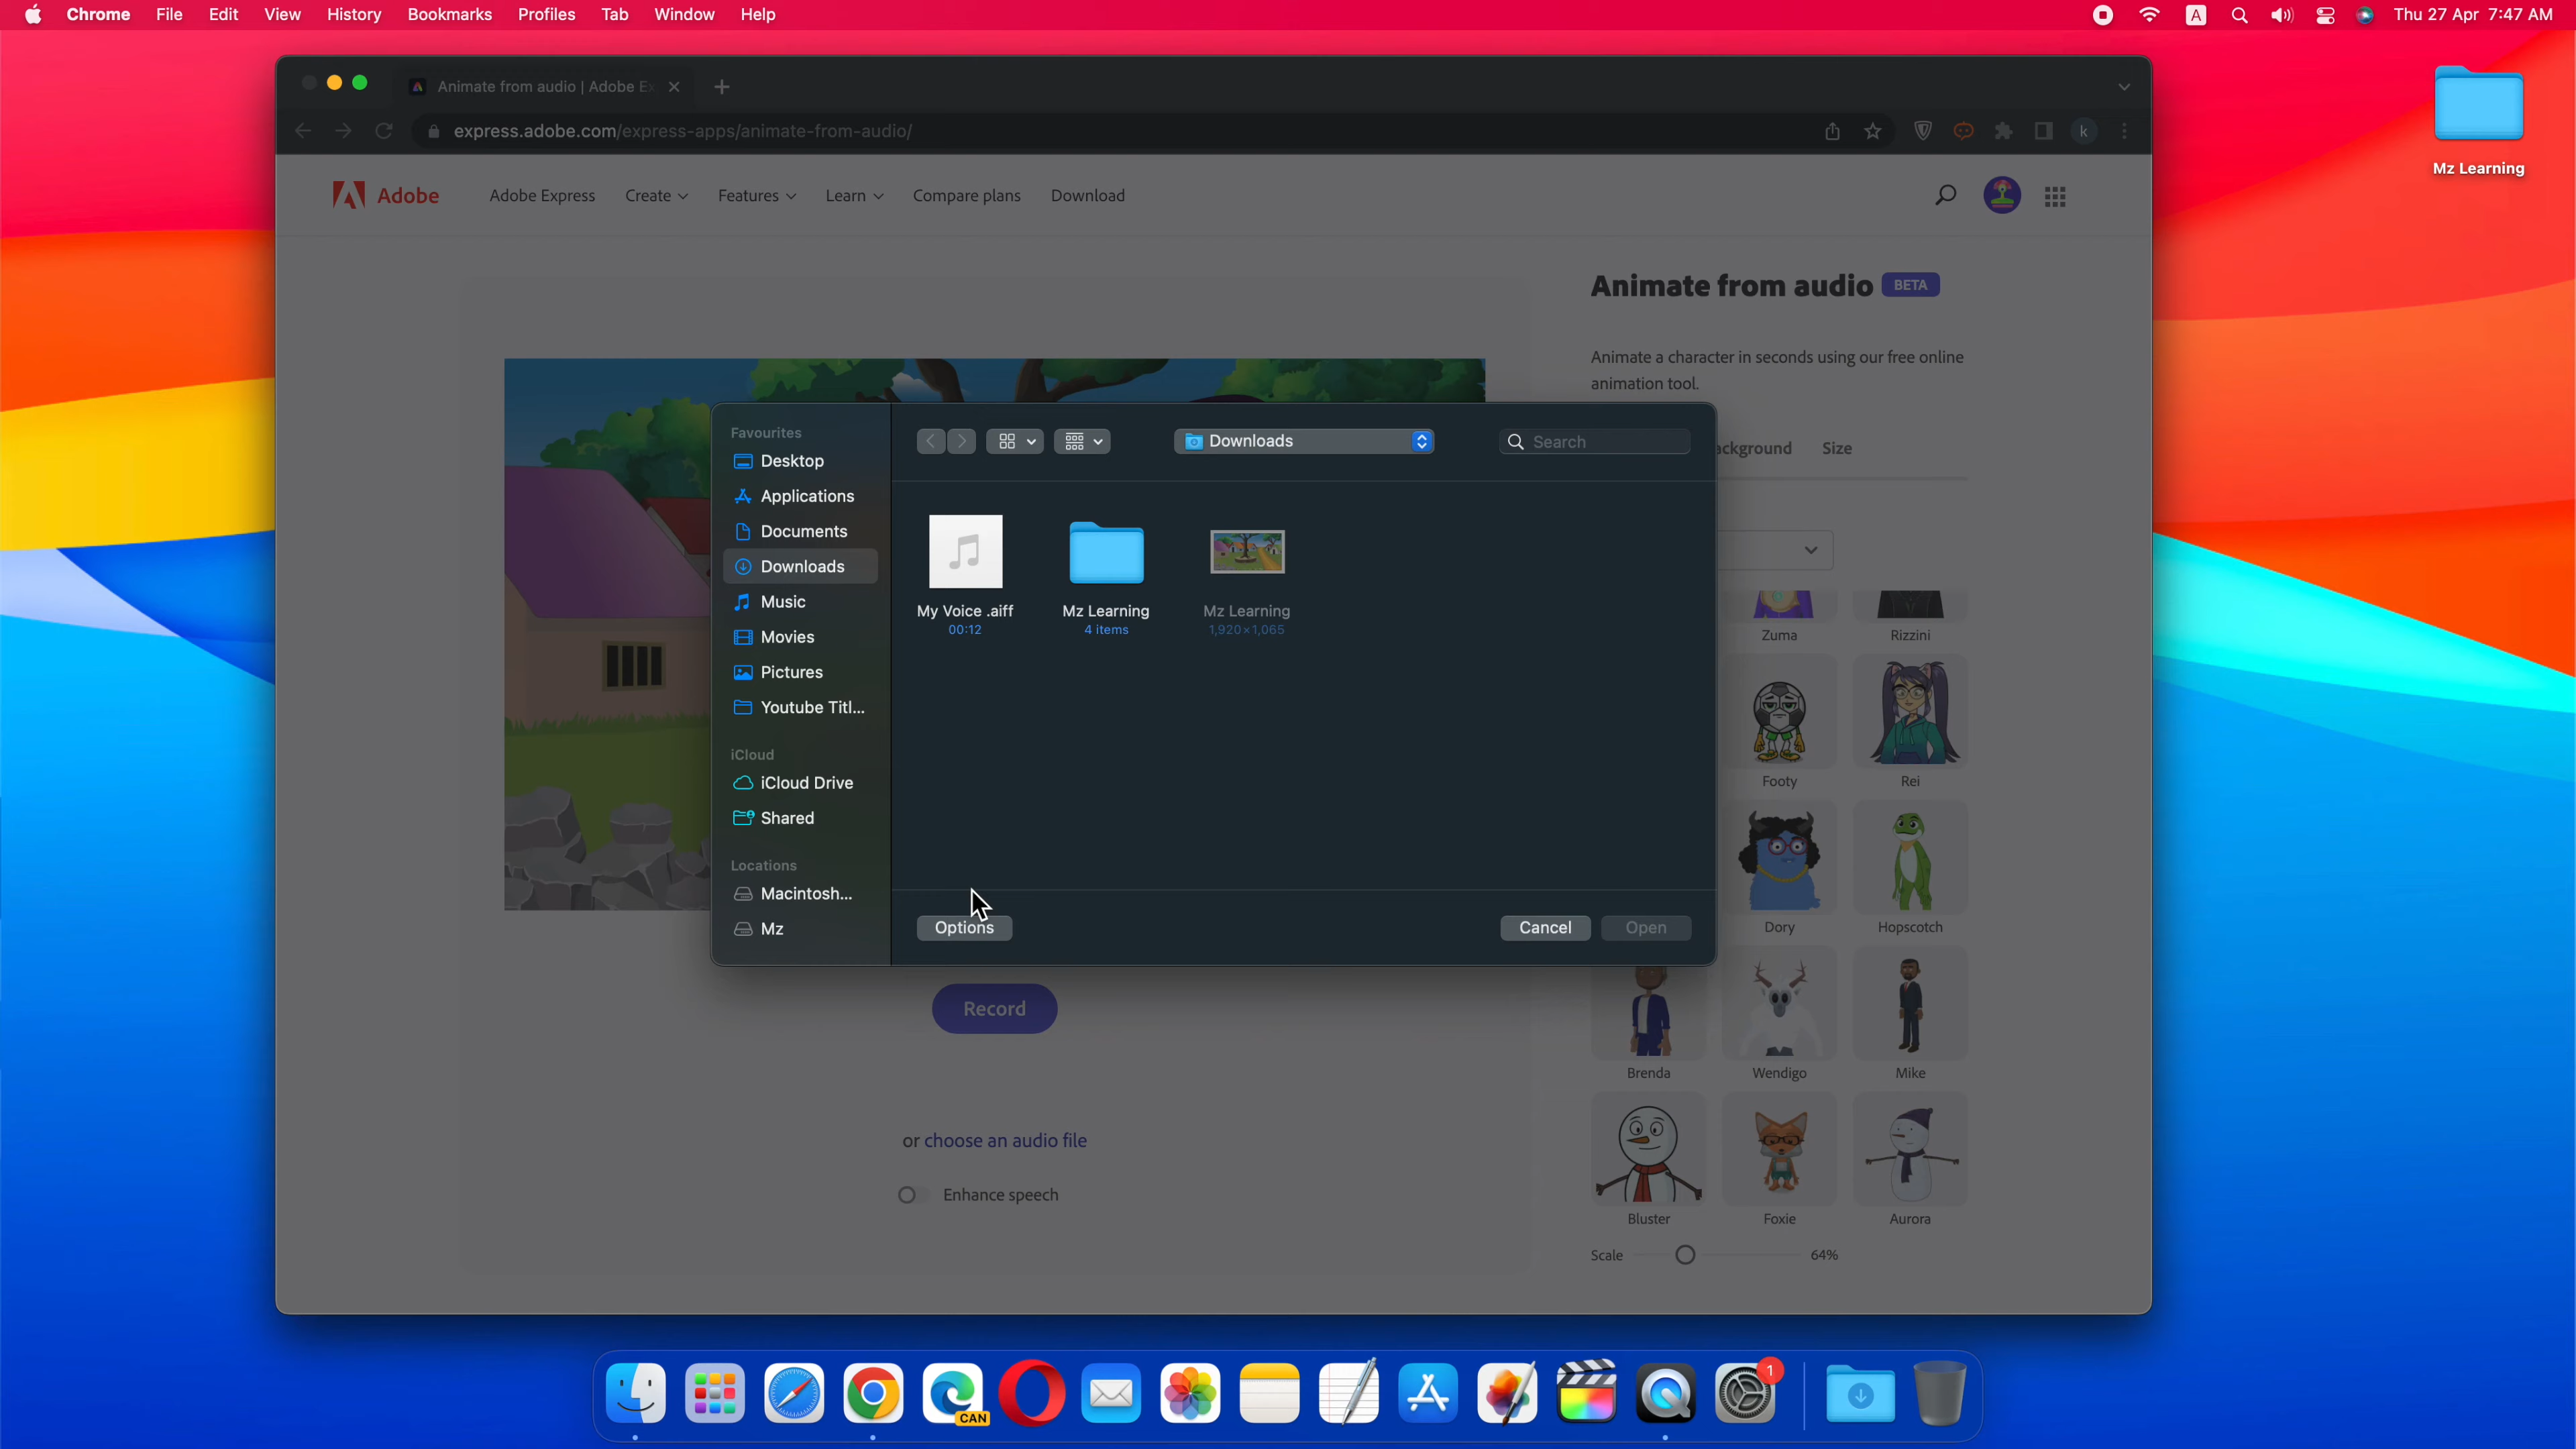 Chrome File Edit View History Bookmarks Profiles Tab Window Help
A Thu 27 Apr 7:47 AM
Mz Learning
Animate from audio | Adobe Ex
express.adobe.com/express-apps/animate-from-audio/
k
Adobe Adobe Express Create Features Learn Compare plans Download
Animate from audio BETA
Animate a character in seconds using our free online
animation tool.
ackground Size
Favourites
Desktop
Applications
Documents
Downloads
Music
Movies
Pictures
Youtube Titl...
iCloud
iCloud Drive
Shared
Locations
Macintosh...
Mz
Downloads
Search
My Voice .aiff
00:12
Mz Learning
4 items
Mz Learning
1,920×1,065
Options Cancel Open
Zuma Rizzini
Footy Rei
Dory Hopscotch
Brenda Wendigo Mike
Bluster Foxie Aurora
Scale 64%
Record
or choose an audio file
Enhance speech
CAN
1